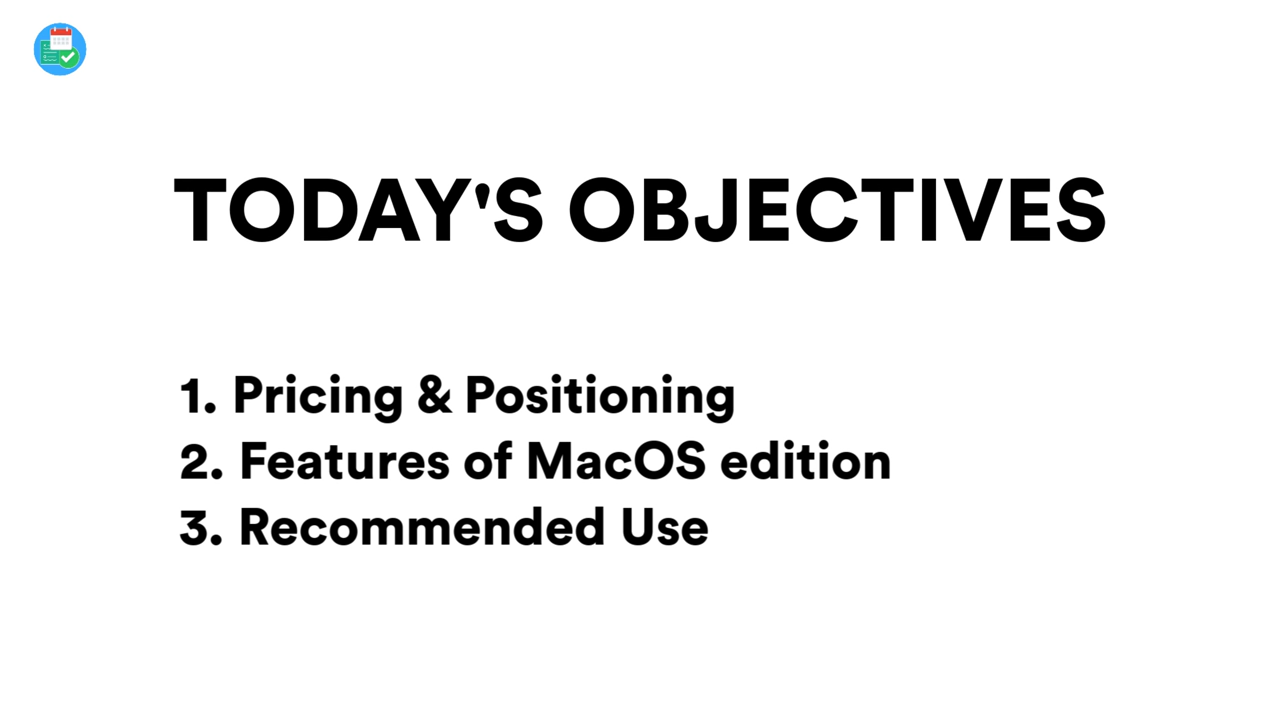 TODAY'S OBJECTIVES
1. Pricing & Positioning
2. Features of MacOS edition
3. Recommended Use